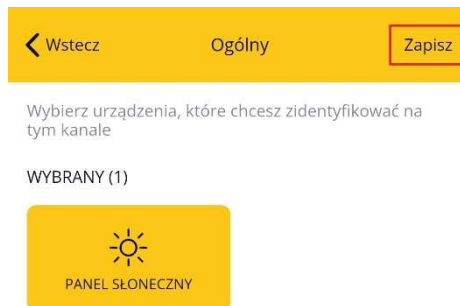 Wstecz Ogólny Zapisz
Wybierz urządzenia, które chcesz zidentyfikować na
tym kanale
WYBRANY (1)
PANEL SŁONECZNY